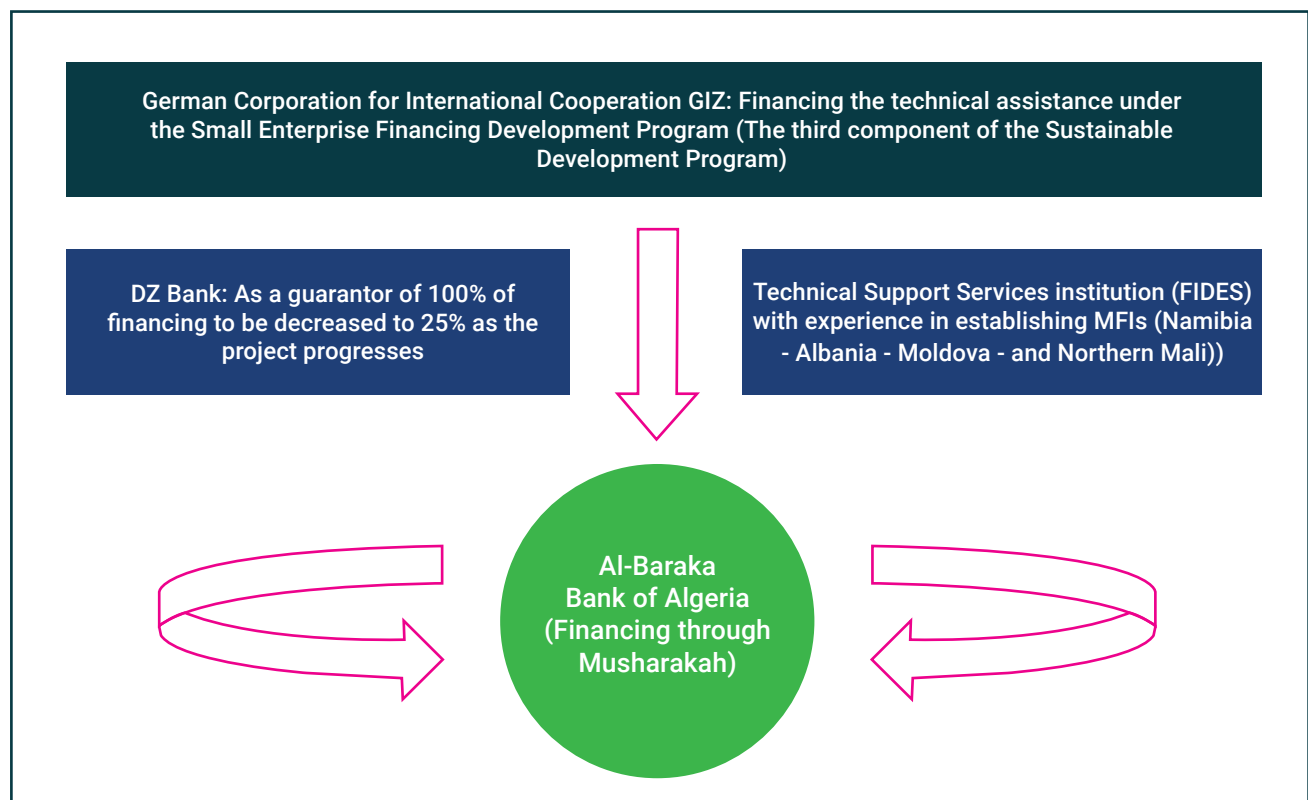 German Corporation for International Cooperation GIZ: Financing the technical assistance under
the Small Enterprise Financing Development Program (The third component of the Sustainable
Development Program)
DZ Bank: As a guarantor of 100% of
financing to be decreased to 25% as the
project progresses
Technical Support Services institution (FIDES)
with experience in establishing MFIs (Namibia
- Albania - Moldova - and Northern Mali))
Al-Baraka
Bank of Algeria
(Financing through
Musharakah)